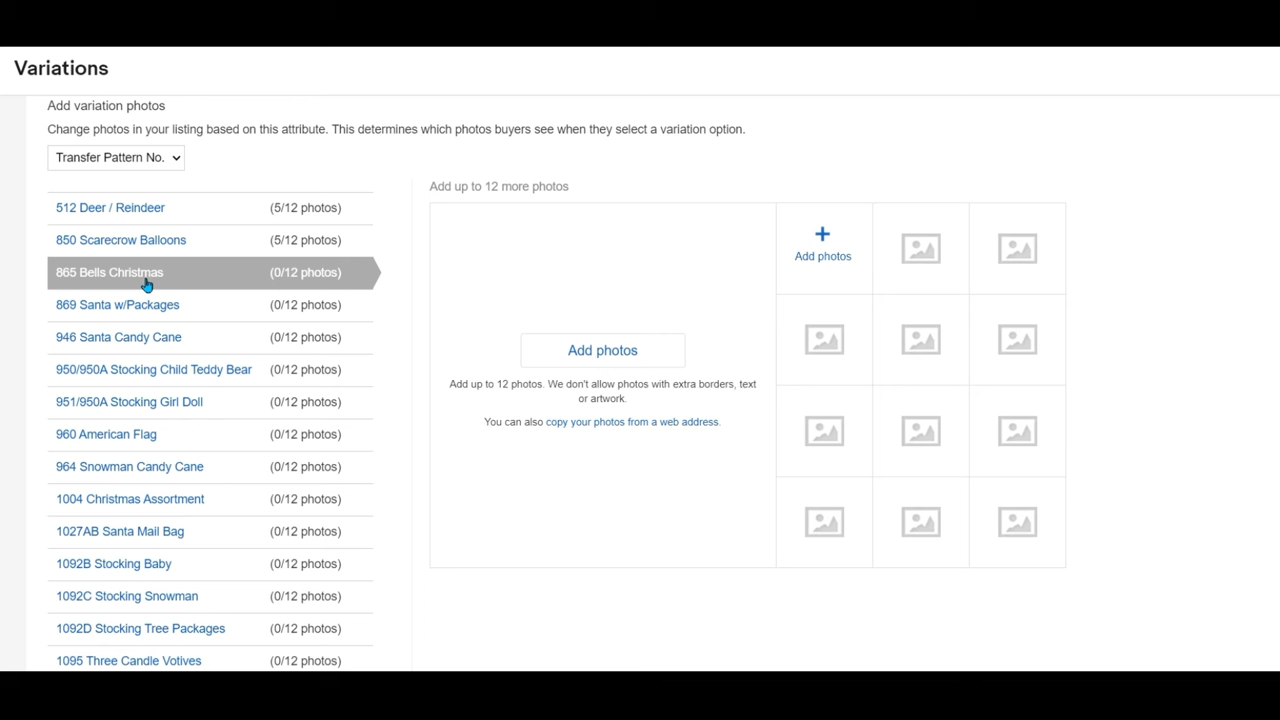 Variations
Add variation photos
Change photos in your listing based on this attribute. This determines which photos buyers see when they select a variation option.
Transfer Pattern No.
512 Deer / Reindeer (5/12 photos)
850 Scarecrow Balloons (5/12 photos)
865 Bells Christmas (0/12 photos)
869 Santa w/Packages (0/12 photos)
946 Santa Candy Cane (0/12 photos)
950/950A Stocking Child Teddy Bear (0/12 photos)
951/950A Stocking Girl Doll (0/12 photos)
960 American Flag (0/12 photos)
964 Snowman Candy Cane (0/12 photos)
1004 Christmas Assortment (0/12 photos)
1027AB Santa Mail Bag (0/12 photos)
1092B Stocking Baby (0/12 photos)
1092C Stocking Snowman (0/12 photos)
1092D Stocking Tree Packages (0/12 photos)
1095 Three Candle Votives (0/12 photos)
Add up to 12 more photos
Add photos
Add up to 12 photos. We don't allow photos with extra borders, text
or artwork.
You can also copy your photos from a web address.
+
Add photos